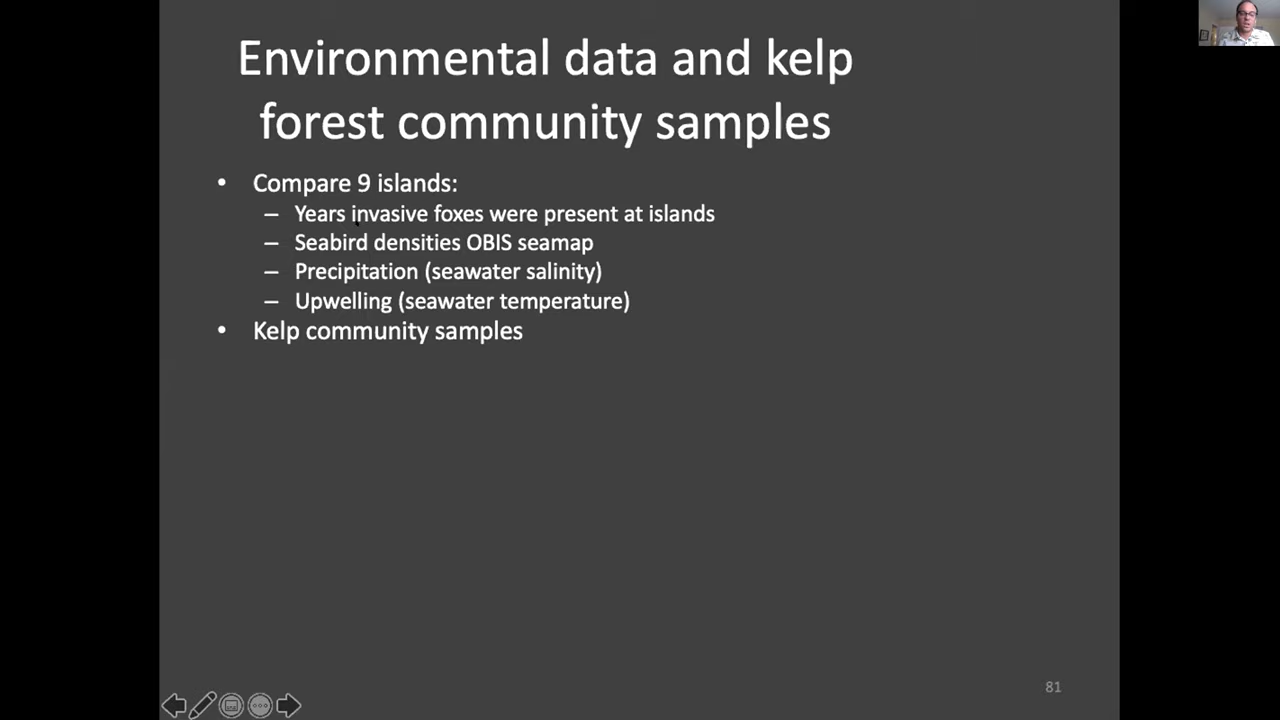 Environmental data and kelp
forest community samples
• Compare 9 islands:
– Years invasive foxes were present at islands
– Seabird densities OBIS seamap
– Precipitation (seawater salinity)
– Upwelling (seawater temperature)
• Kelp community samples
81